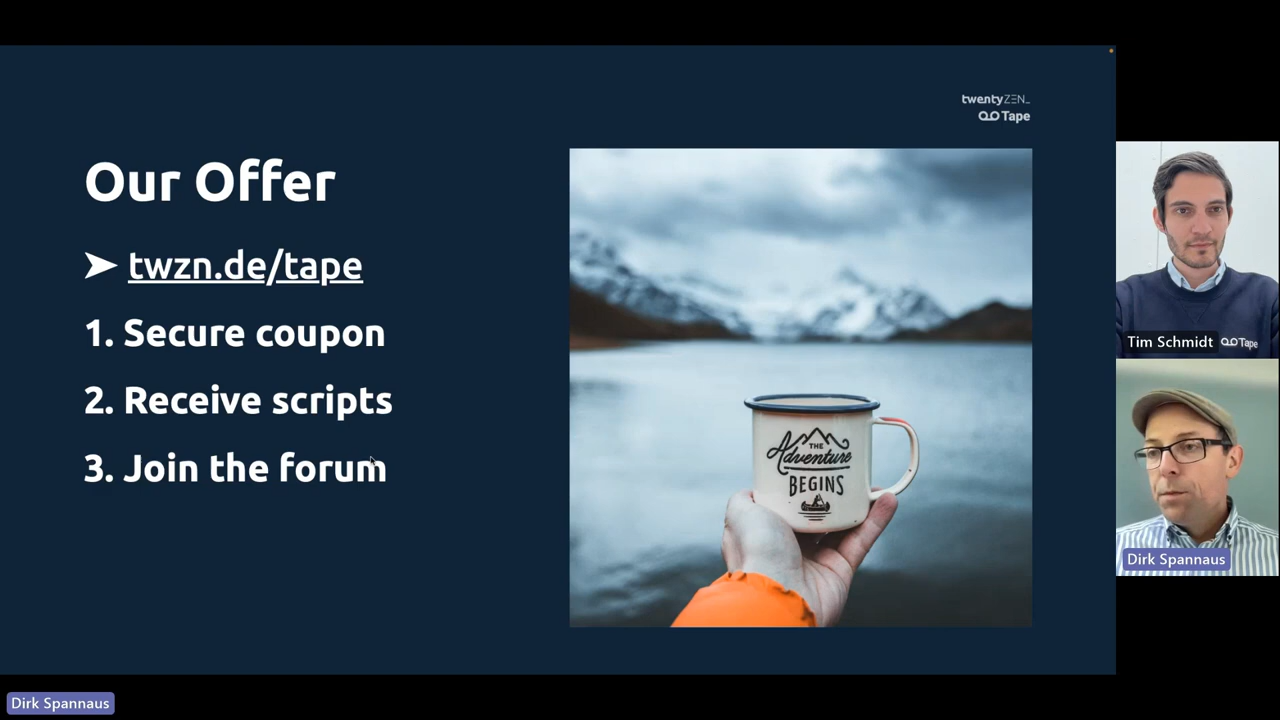 twentyZEN_
Tape
Our Offer
➤ twzn.de/tape
1. Secure coupon
2. Receive scripts
3. Join the forum
THE
Adventure
BEGINS
Tim Schmidt
Tape
Dirk Spannaus
Dirk Spannaus